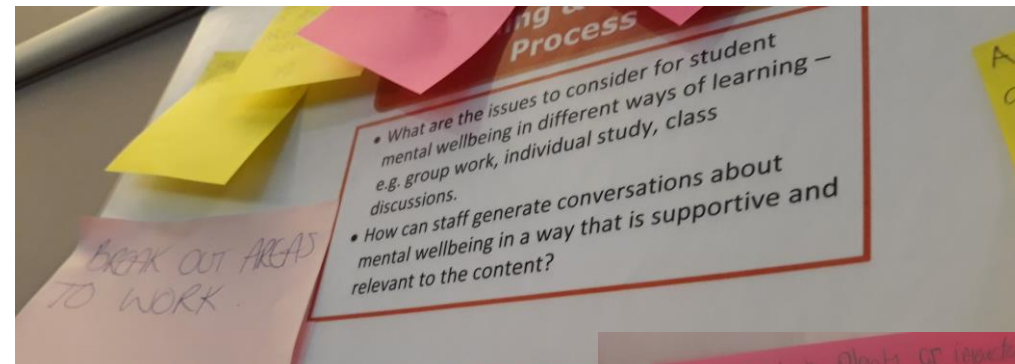 Process
• What are the issues to consider for student
mental wellbeing in different ways of learning –
e.g. group work, individual study, class
discussions.
• How can staff generate conversations about
mental wellbeing in a way that is supportive and
relevant to the content?
BREAK OUT AREAS
TO WORK.